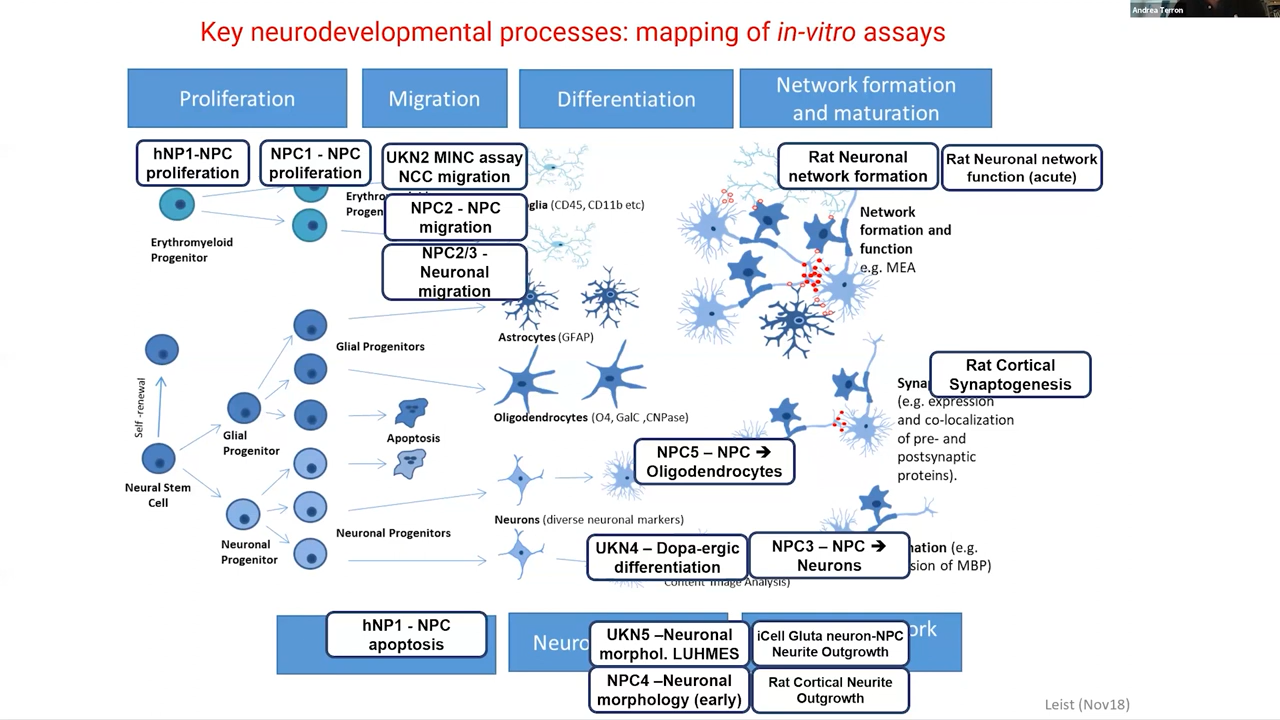 Andrea Terron
Key neurodevelopmental processes: mapping of in-vitro assays
Proliferation
Migration
Differentiation
Network formation
and maturation
hNP1-NPC
proliferation
NPC1 - NPC
proliferation
UKN2 MINC assay
NCC migration
Rat Neuronal
network formation
Rat Neuronal network
function (acute)
NPC2 - NPC
migration
NPC2/3 -
Neuronal
migration
glia (CD45, CD11b etc)
Erythromyeloid
Progenitor
Network
formation and
function
e.g. MEA
Astrocytes (GFAP)
Glial Progenitors
Self -renewal
Oligodendrocytes (O4, GalC ,CNPase)
Apoptosis
Glial
Progenitor
Rat Cortical
Synaptogenesis
(e.g. expression
and co-localization
of pre- and
postsynaptic
proteins).
NPC5 – NPC ➔
Oligodendrocytes
Neural Stem
Cell
Neurons (diverse neuronal markers)
Neuronal Progenitors
Neuronal
Progenitor
UKN4 – Dopa-ergic
differentiation
NPC3 – NPC ➔
Neurons
(e.g.
of MBP)
Content Image Analysis)
hNP1 - NPC
apoptosis
UKN5 –Neuronal
morphol. LUHMES
iCell Gluta neuron-NPC
Neurite Outgrowth
NPC4 –Neuronal
morphology (early)
Rat Cortical Neurite
Outgrowth
Leist (Nov18)